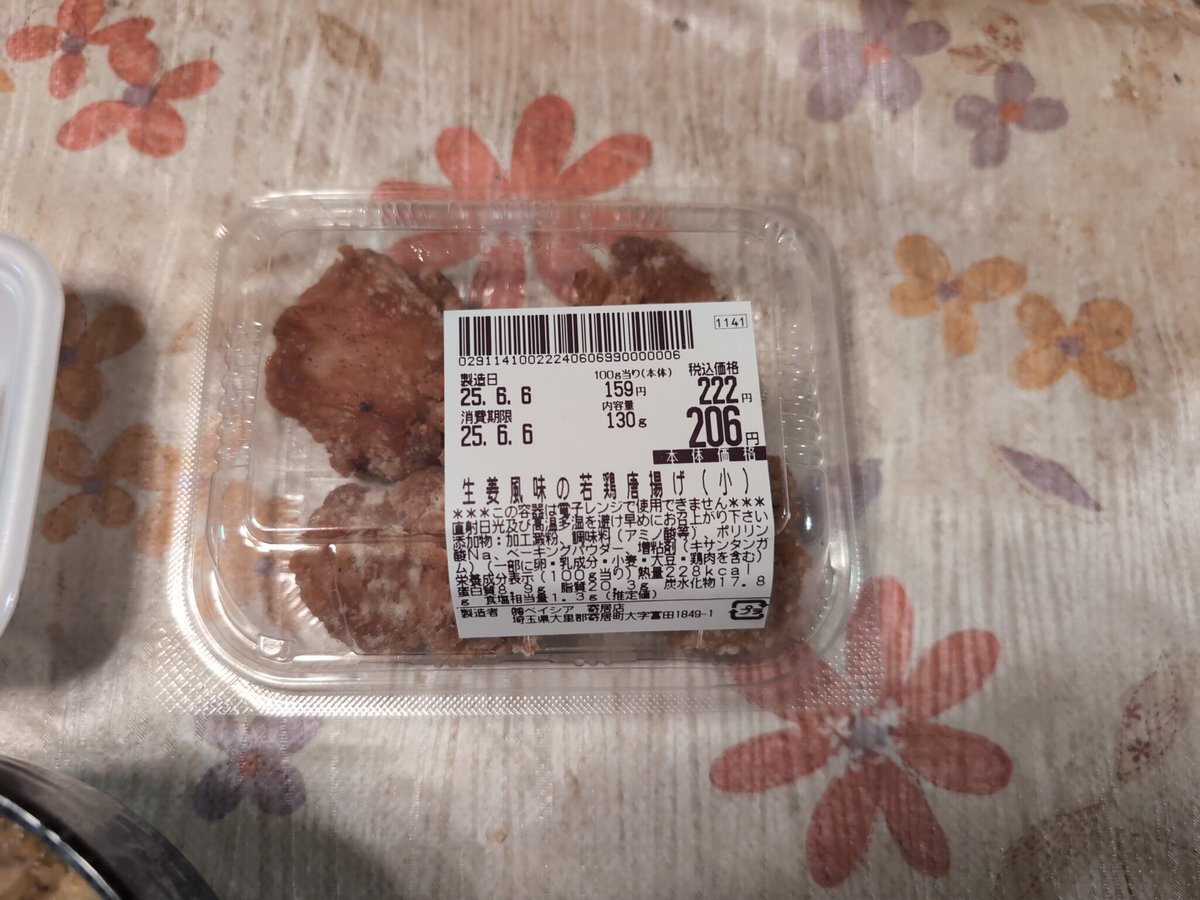 1141
02911410022240606990000006
製造日 100g当り(本体) 税込価格
25.6.6 159円 222円
消費期限 内容量
25.6.6 130g 206円
本体価格
生姜風味の若鶏唐揚げ(小)
***この容器は電子レンジで使用できません***
直射日光及び高温多湿を避け早めにお召上がり下さい
添加物:加工澱粉、調味料(アミノ酸等)、ポリリン
酸Na、ベーキングパウダー、増粘剤(キサンタンガ
ム)(一部に卵・乳成分・小麦・大豆・鶏肉を含む)
栄養成分表示(100g当り)熱量228kcal
蛋白質8.9g 脂質20.3g 炭水化物17.8
g 食塩相当量1.3g(推定値)
製造者 ㈱ベイシア 寄居店
埼玉県大里郡寄居町大字富田1849-1
プラ